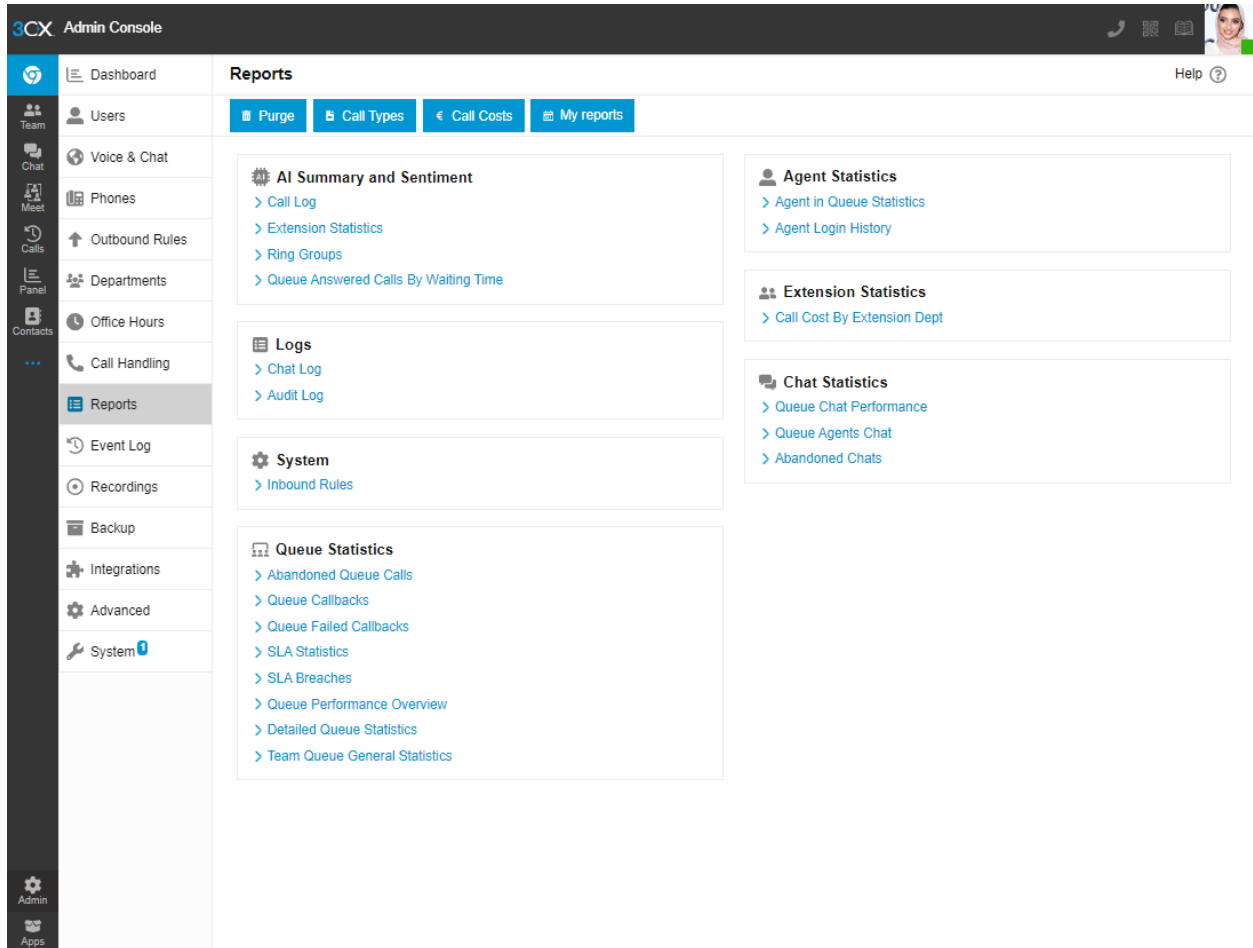 3CX Admin Console
Team
Chat
Meet
Calls
Panel
Contacts
Admin
Apps
Dashboard
Users
Voice & Chat
Phones
Outbound Rules
Departments
Office Hours
Call Handling
Reports
Event Log
Recordings
Backup
Integrations
Advanced
System 1
Reports
Help ?
Purge
Call Types
€ Call Costs
My reports
AI AI Summary and Sentiment
Call Log
Extension Statistics
Ring Groups
Queue Answered Calls By Waiting Time
Logs
Chat Log
Audit Log
System
Inbound Rules
Queue Statistics
Abandoned Queue Calls
Queue Callbacks
Queue Failed Callbacks
SLA Statistics
SLA Breaches
Queue Performance Overview
Detailed Queue Statistics
Team Queue General Statistics
Agent Statistics
Agent in Queue Statistics
Agent Login History
Extension Statistics
Call Cost By Extension Dept
Chat Statistics
Queue Chat Performance
Queue Agents Chat
Abandoned Chats